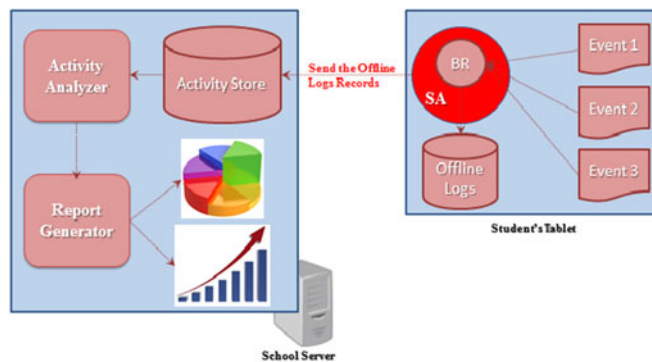 Activity
Analyzer
Activity Store
Send the Offline
Logs Records
BR
SA
Event 1
Event 2
Event 3
Offline
Logs
Report
Generator
Student'sTablet
School Server